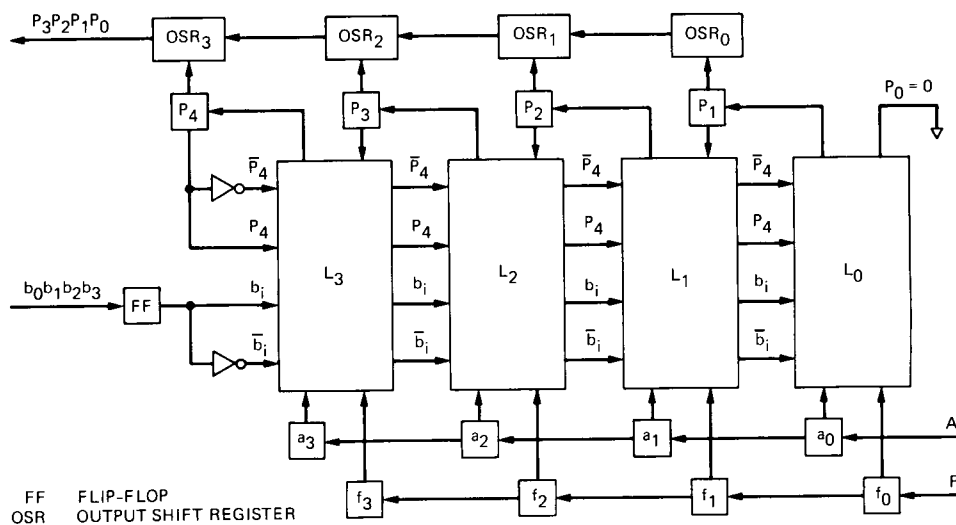 P₃P₂P₁P₀
OSR₃
OSR₂
OSR₁
OSR₀
P₄
P₃
P₂
P₁
P₀ = 0
P̅₄
P̅₄
P̅₄
P̅₄
P₄
P₄
P₄
P₄
L₃
L₂
L₁
L₀
b₀b₁b₂b₃
FF
bᵢ
bᵢ
bᵢ
bᵢ
b̅ᵢ
b̅ᵢ
b̅ᵢ
b̅ᵢ
a₃
a₂
a₁
a₀
A
f₃
f₂
f₁
f₀
FF FLIP-FLOP
OSR OUTPUT SHIFT REGISTER